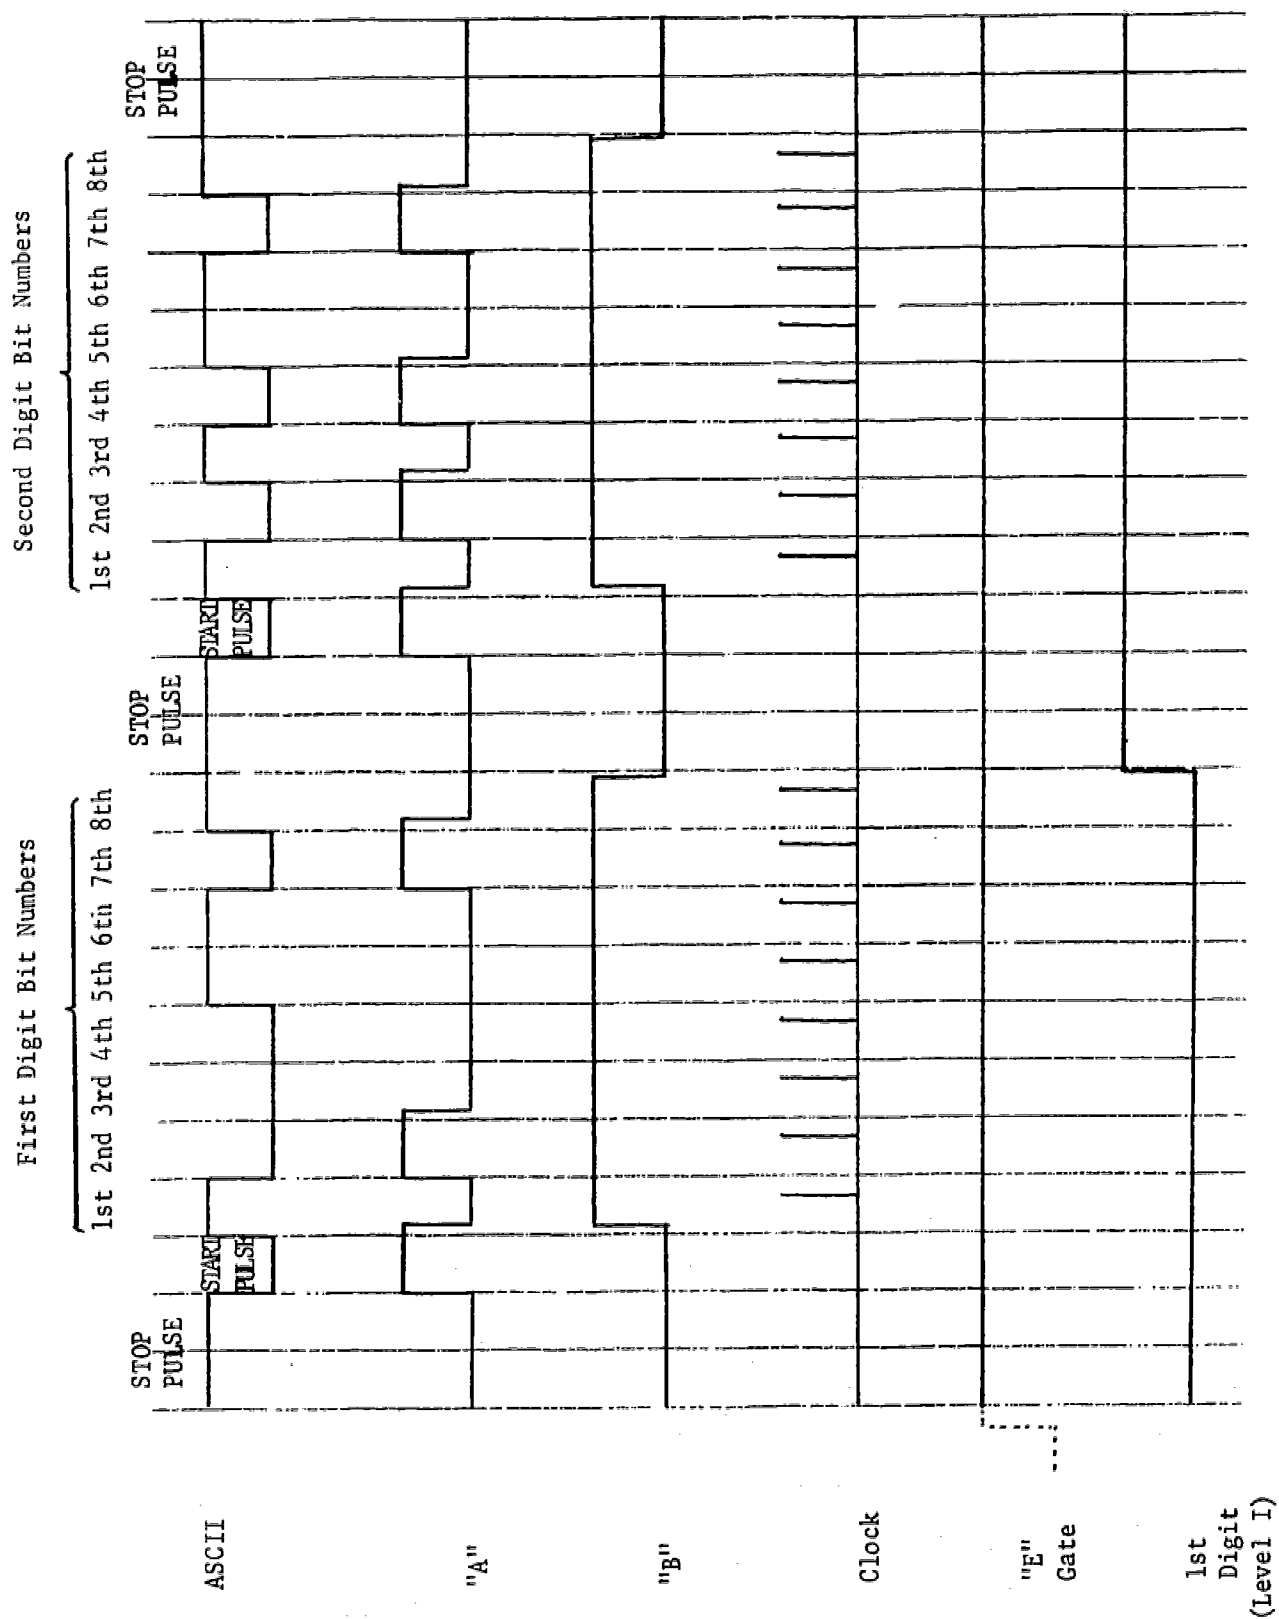 First Digit Bit Numbers
Second Digit Bit Numbers
1st 2nd 3rd 4th 5th 6th 7th 8th
1st 2nd 3rd 4th 5th 6th 7th 8th
STOP
PULSE
STOP
PULSE
STOP
PULSE
ASCII
START
PULSE
START
PULSE
"A"
"B"
Clock
"E"
Gate
1st
Digit
(Level I)